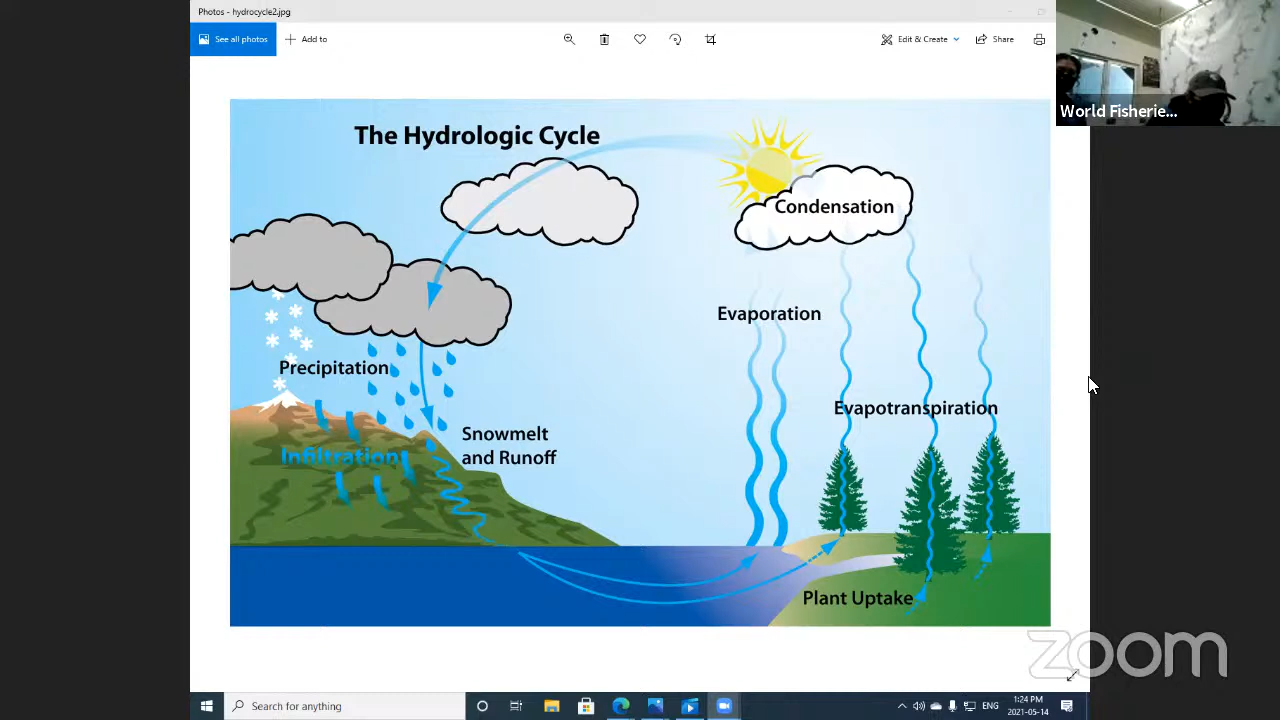 Photos - hydrocycle2.jpg
See all photos
Add to
Edit & Create
Share
World Fisherie...
The Hydrologic Cycle
Condensation
Evaporation
Precipitation
Evapotranspiration
Snowmelt
and Runoff
Infiltration
Plant Uptake
zoom
Search for anything
ENG
1:24 PM
2021-05-14